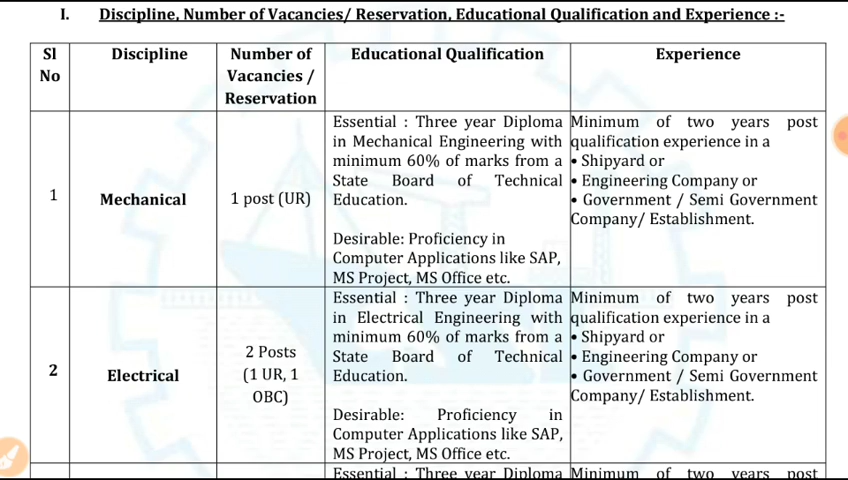 I. Discipline, Number of Vacancies/ Reservation, Educational Qualification and Experience :-
Sl No
Discipline
Number of Vacancies / Reservation
Educational Qualification
Experience
1
Mechanical
1 post (UR)
Essential : Three year Diploma
in Mechanical Engineering with
minimum 60% of marks from a
State Board of Technical
Education.
Desirable: Proficiency in
Computer Applications like SAP,
MS Project, MS Office etc.
Minimum of two years post
qualification experience in a
• Shipyard or
• Engineering Company or
• Government / Semi Government
Company/ Establishment.
2
Electrical
2 Posts
(1 UR, 1
OBC)
Essential : Three year Diploma
in Electrical Engineering with
minimum 60% of marks from a
State Board of Technical
Education.
Desirable: Proficiency in
Computer Applications like SAP,
MS Project, MS Office etc.
Minimum of two years post
qualification experience in a
• Shipyard or
• Engineering Company or
• Government / Semi Government
Company/ Establishment.
Essential : Three year Diploma
Minimum of two years post